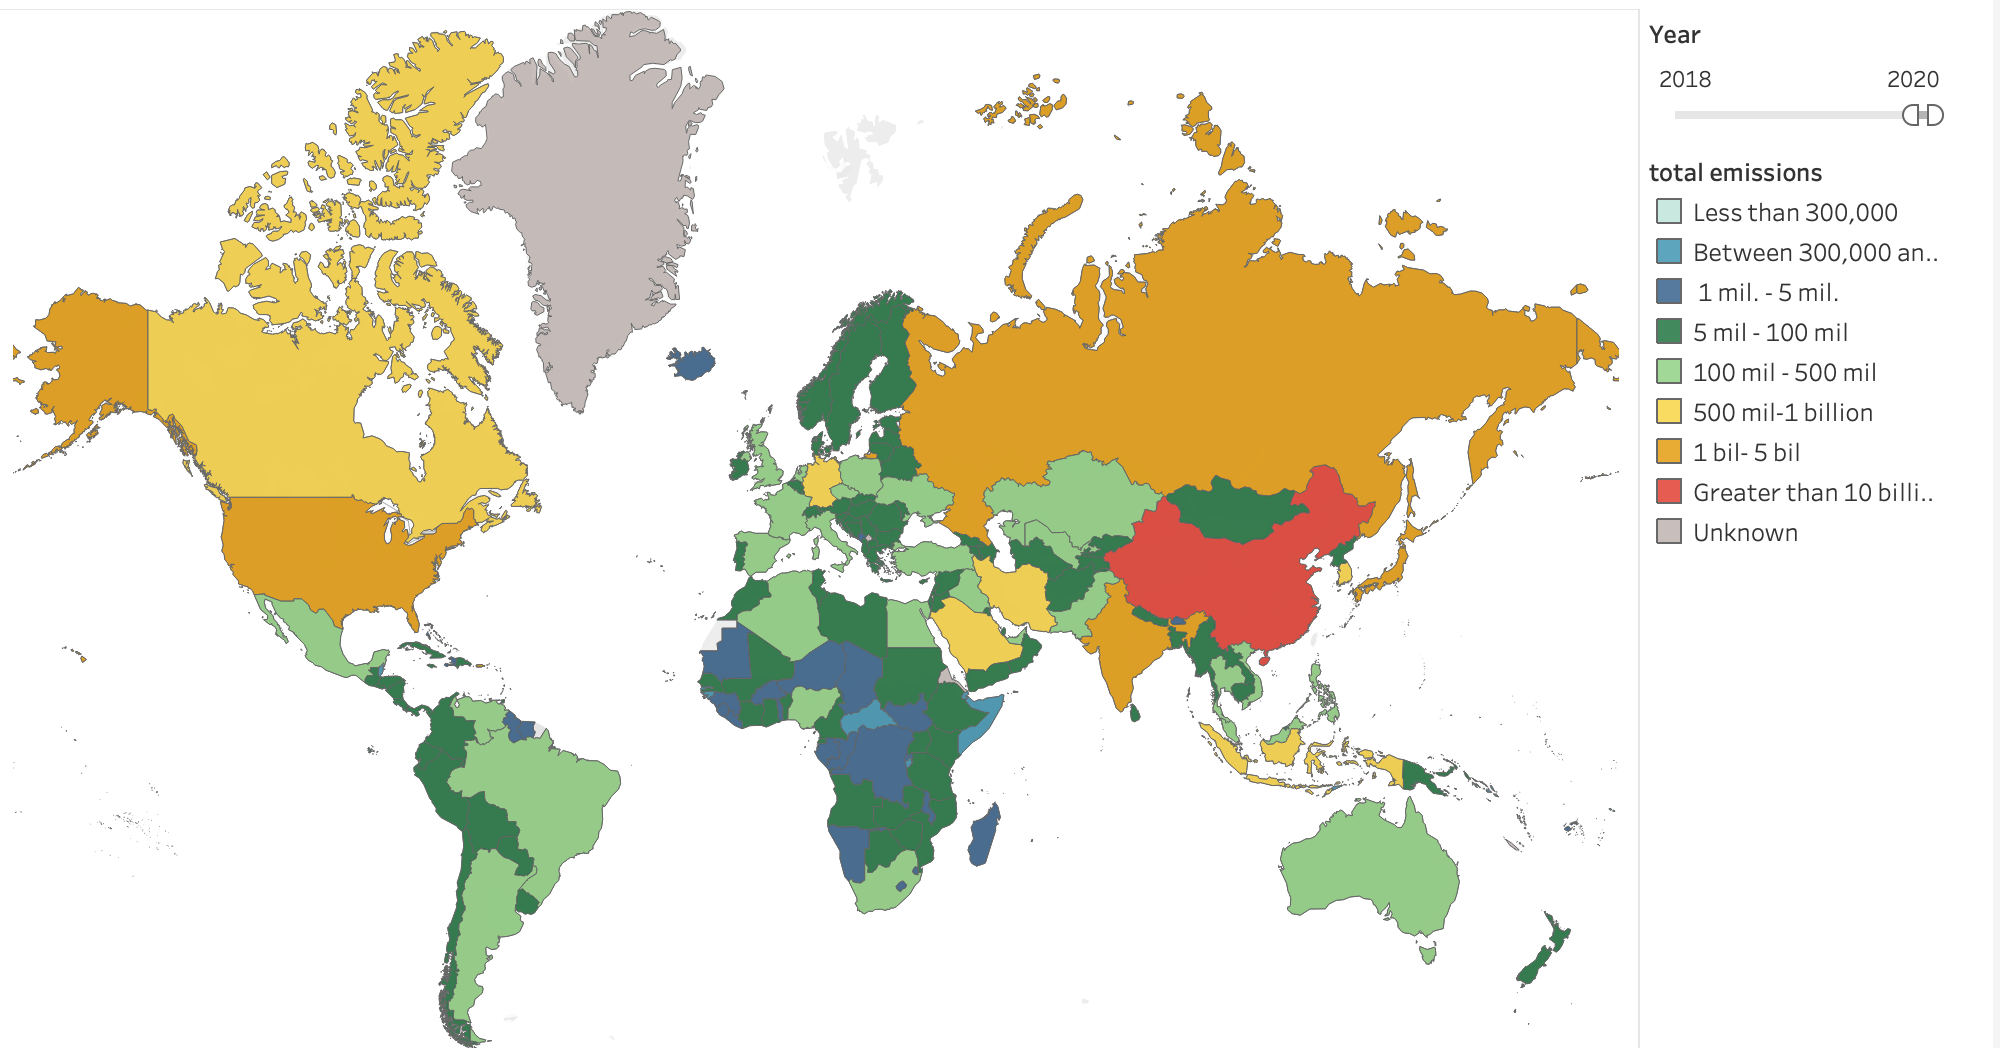 Year
2018 2020
total emissions
Less than 300,000
Between 300,000 an..
1 mil. - 5 mil.
5 mil - 100 mil
100 mil - 500 mil
500 mil-1 billion
1 bil- 5 bil
Greater than 10 billi..
Unknown